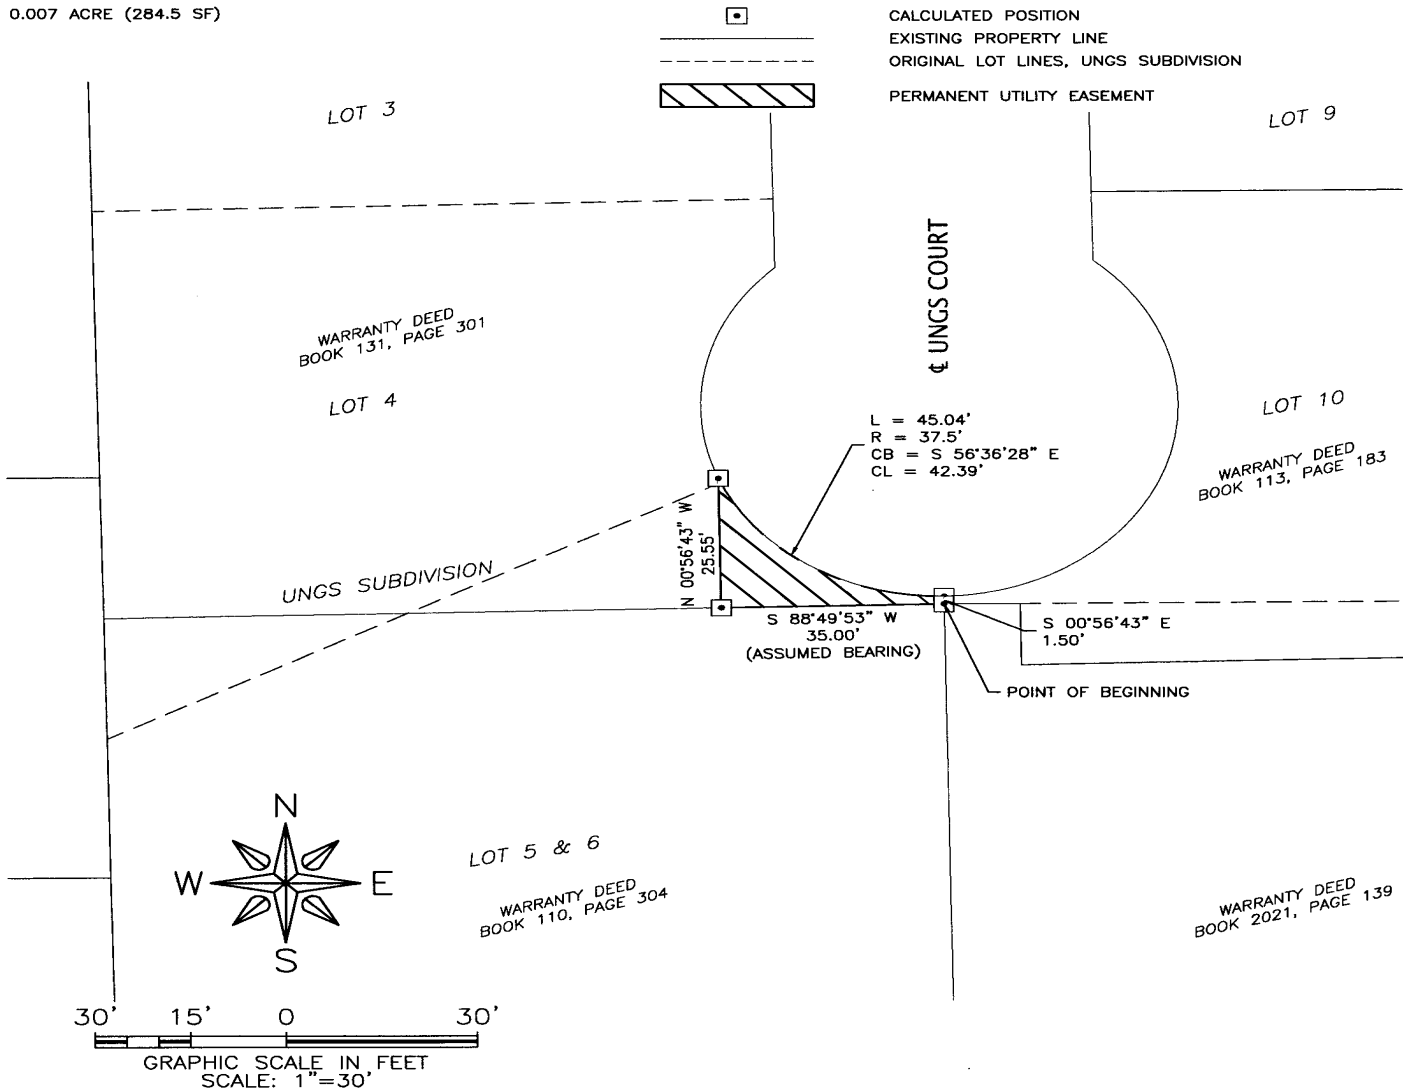 0.007 ACRE (284.5 SF)
CALCULATED POSITION
EXISTING PROPERTY LINE
ORIGINAL LOT LINES, UNGS SUBDIVISION
PERMANENT UTILITY EASEMENT
LOT 3
LOT 9
℄ UNGS COURT
WARRANTY DEED
BOOK 131, PAGE 301
LOT 4
L = 45.04'
R = 37.5'
CB = S 56°36'28" E
CL = 42.39'
LOT 10
WARRANTY DEED
BOOK 113, PAGE 183
N 00°56'43" W
25.55'
UNGS SUBDIVISION
S 88°49'53" W
35.00'
(ASSUMED BEARING)
S 00°56'43" E
1.50'
POINT OF BEGINNING
N
W E
S
LOT 5 & 6
WARRANTY DEED
BOOK 110, PAGE 304
WARRANTY DEED
BOOK 2021, PAGE 139
30' 15' 0 30'
GRAPHIC SCALE IN FEET
SCALE: 1"=30'